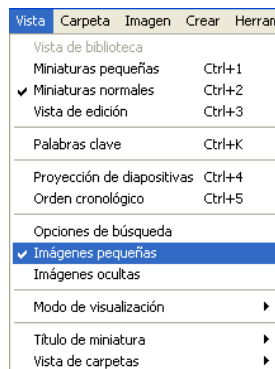 Vista Carpeta Imagen Crear Herran
Vista de biblioteca
Miniaturas pequeñas Ctrl+1
Miniaturas normales Ctrl+2
Vista de edición Ctrl+3
Palabras clave Ctrl+K
Proyección de diapositivas Ctrl+4
Orden cronológico Ctrl+5
Opciones de búsqueda
Imágenes pequeñas
Imágenes ocultas
Modo de visualización
Título de miniatura
Vista de carpetas